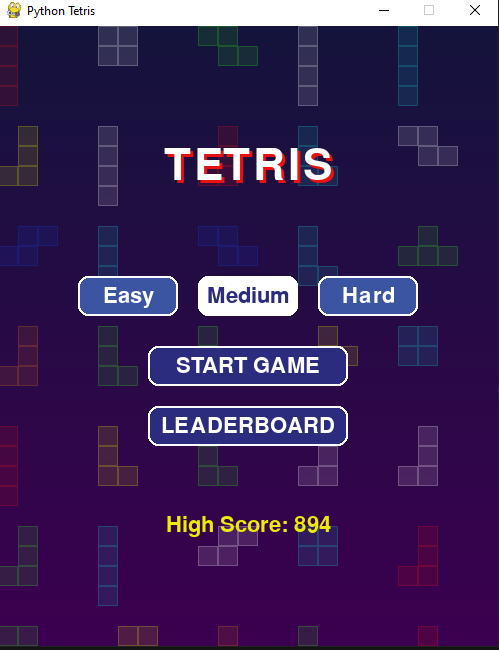 Python Tetris
TETRIS
Easy Medium Hard
START GAME
LEADERBOARD
High Score: 894